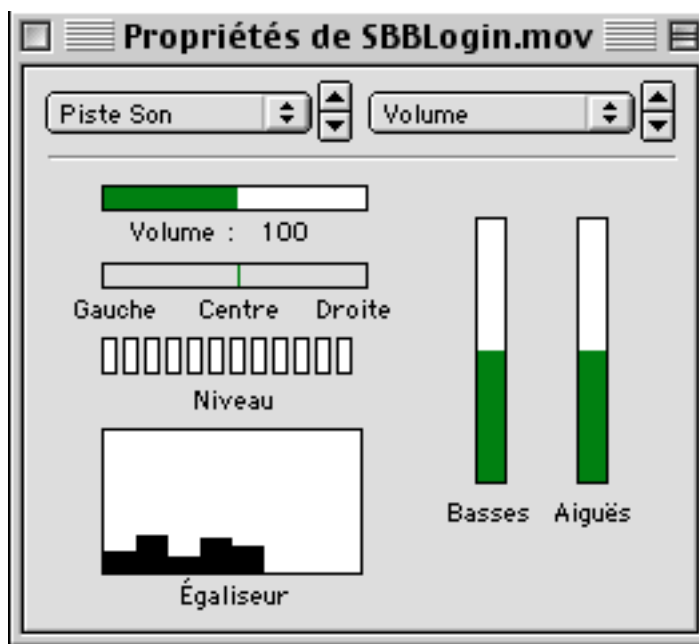 Propriétés de SBBLogin.mov
Piste Son
Volume
Volume : 100
Gauche Centre Droite
Niveau
Basses Aiguës
Égaliseur